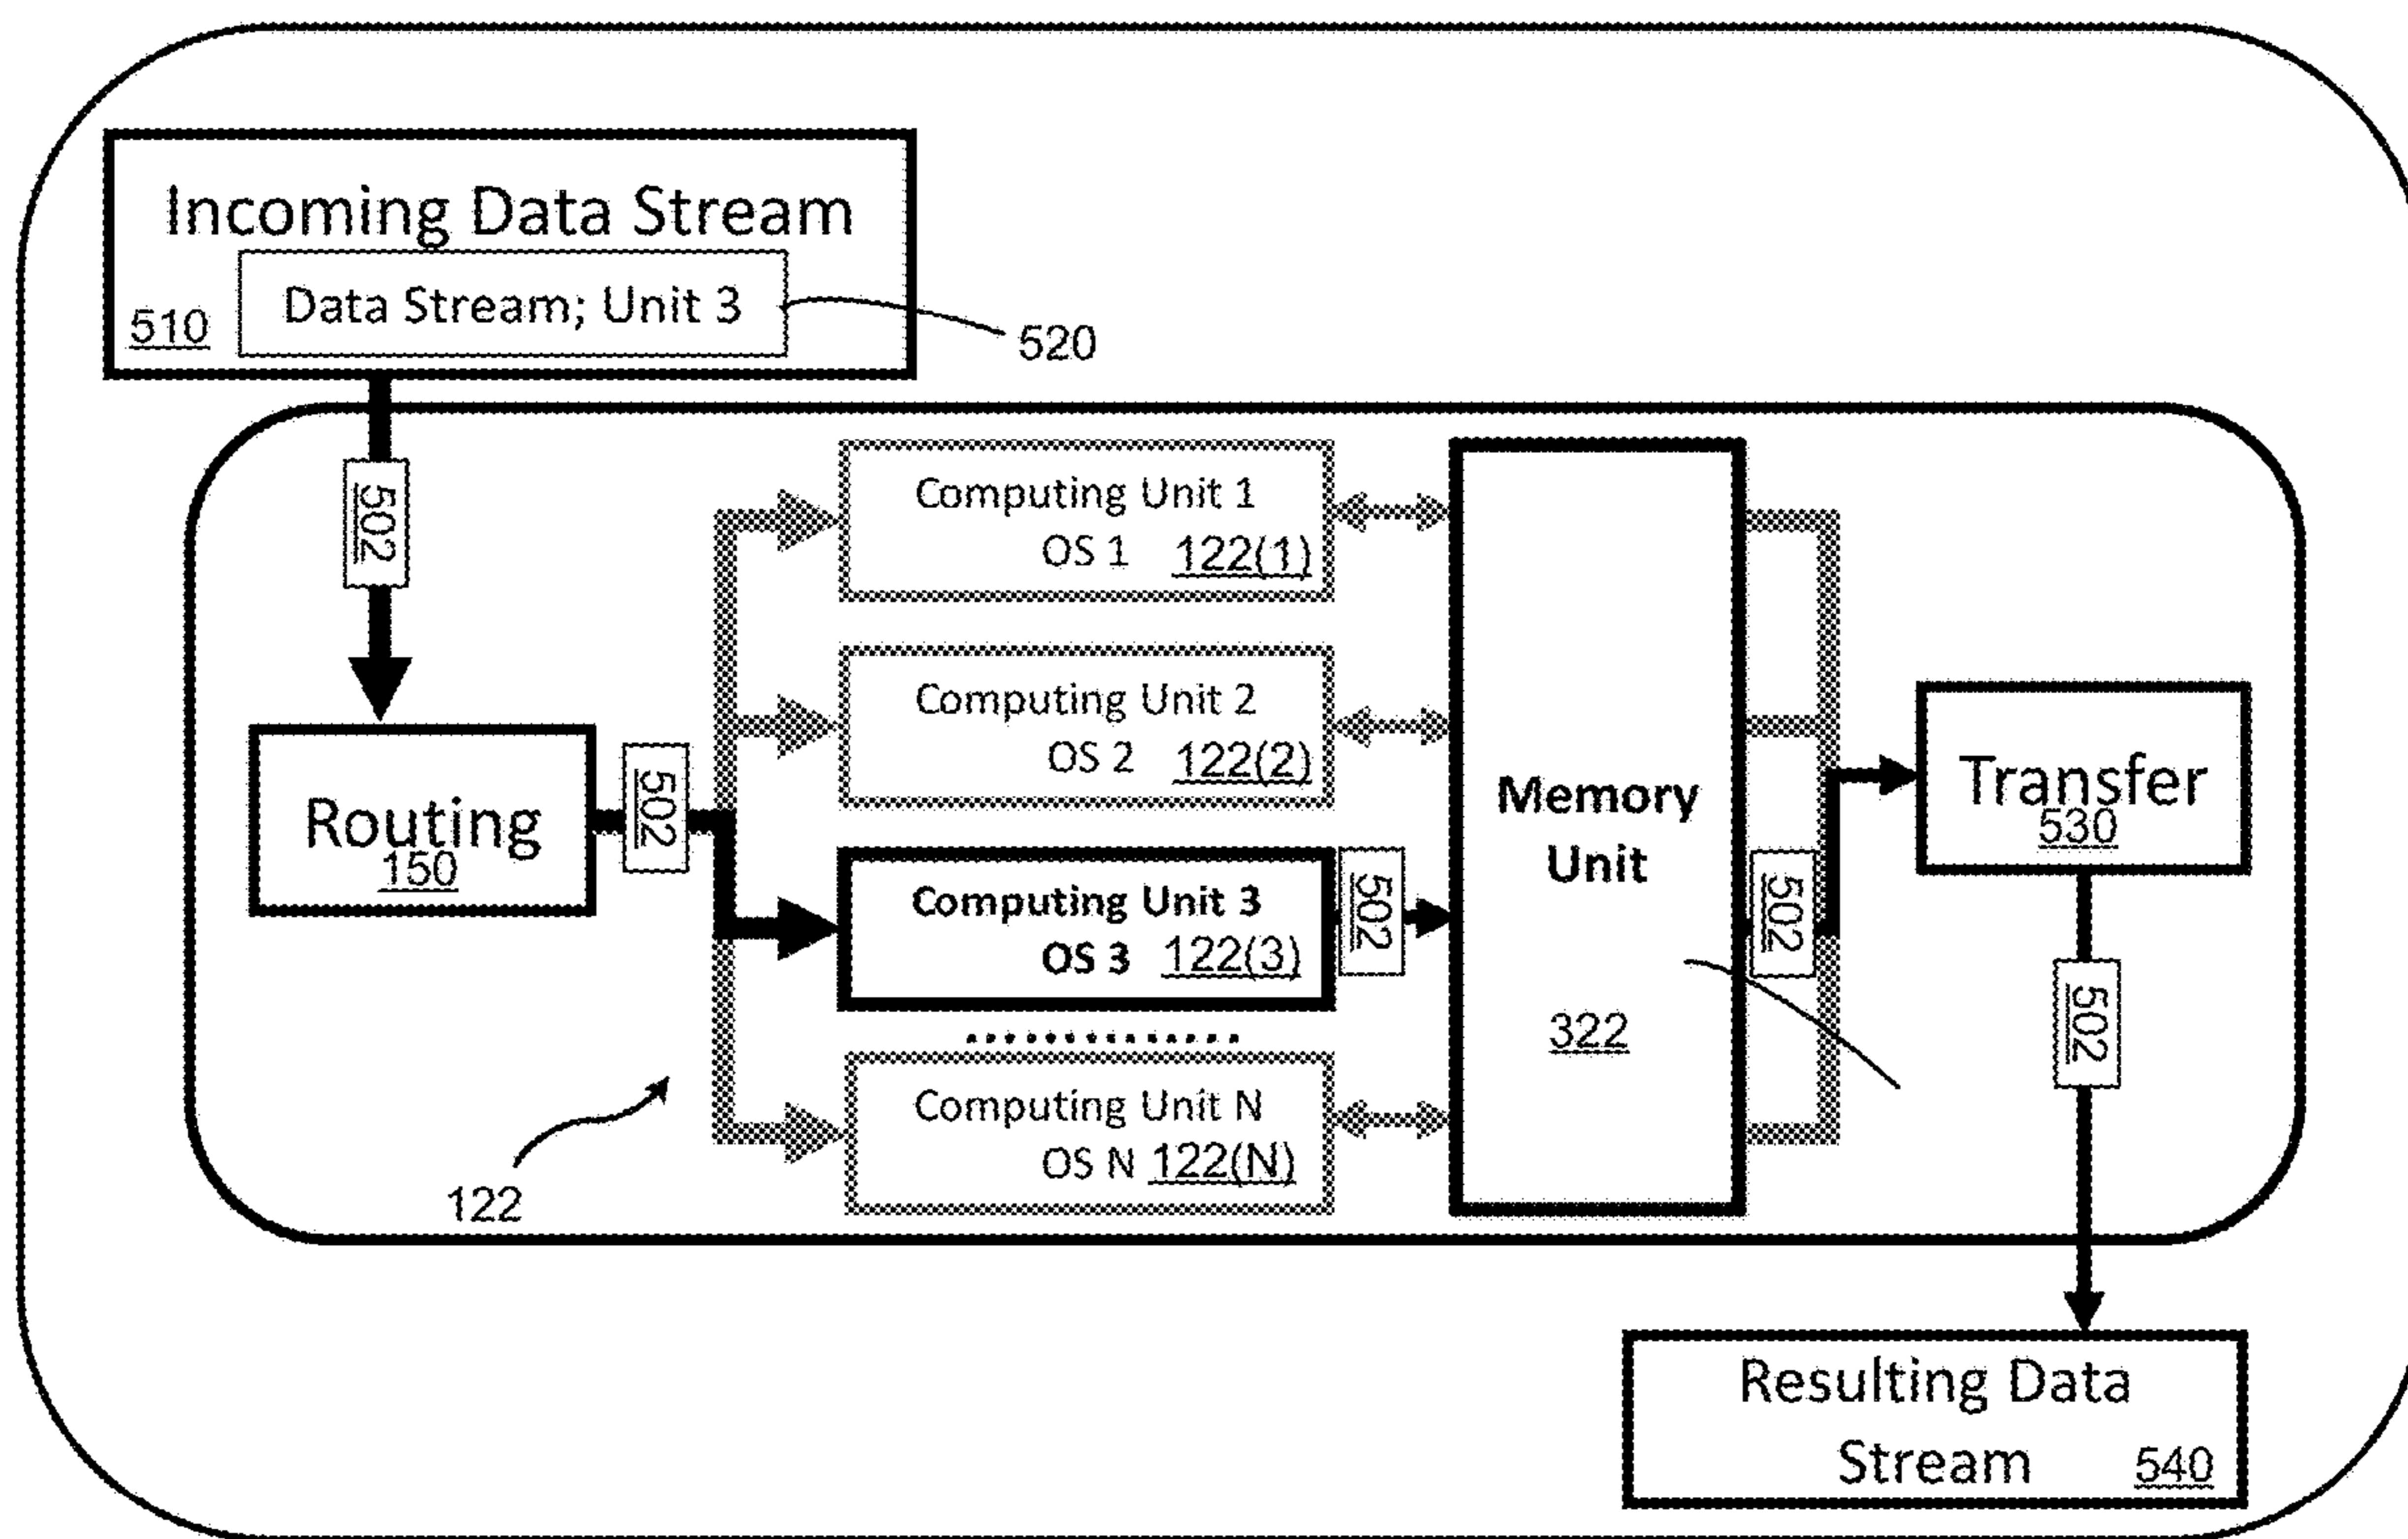 Incoming Data Stream
Data Stream; Unit 3
510
520
502
Computing Unit 1
OS 1 122(1)
Computing Unit 2
OS 2 122(2)
Routing
150
502
Computing Unit 3
OS 3 122(3)
502
..............
Computing Unit N
OS N 122(N)
122
Memory
Unit
322
502
Transfer
530
502
Resulting Data
Stream 540